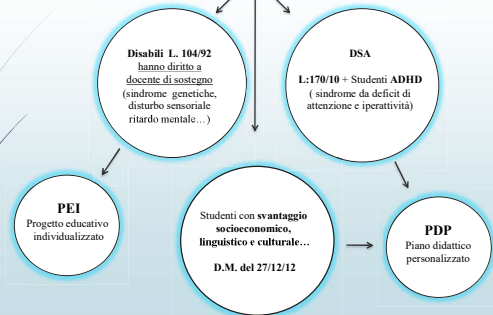 Disabili L. 104/92
hanno diritto a
docente di sostegno
(sindrome genetiche,
disturbo sensoriale
ritardo mentale… )
DSA
L:170/10 + Studenti ADHD
( sindrome da deficit di
attenzione e iperattività)
PEI
Progetto educativo
individualizzato
Studenti con svantaggio
socioeconomico,
linguistico e culturale…
D.M. del 27/12/12
PDP
Piano didattico
personalizzato